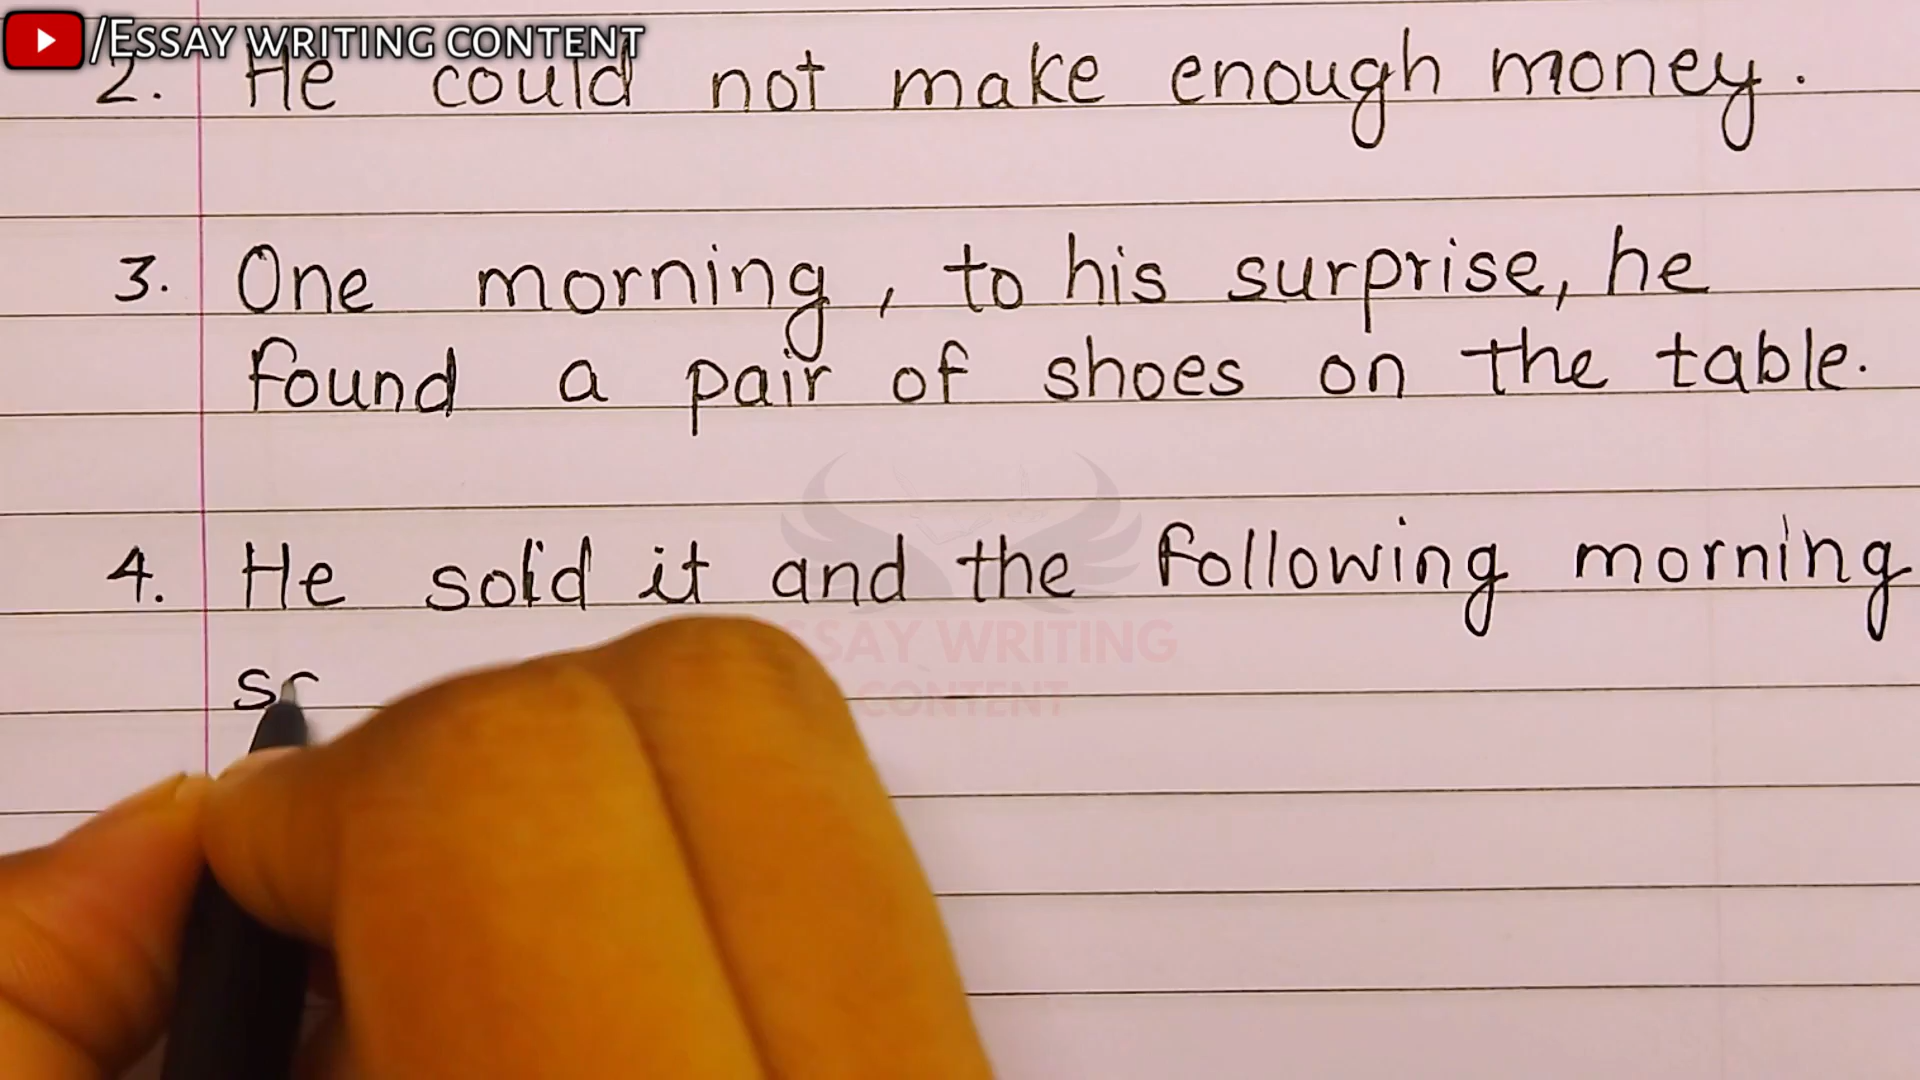 /ESSAY WRITING CONTENT
2. He could not make enough money.
3. One morning, to his surprise, he
found a pair of shoes on the table.
4. He sold it and the following morning
ESSAY WRITING
CONTENT